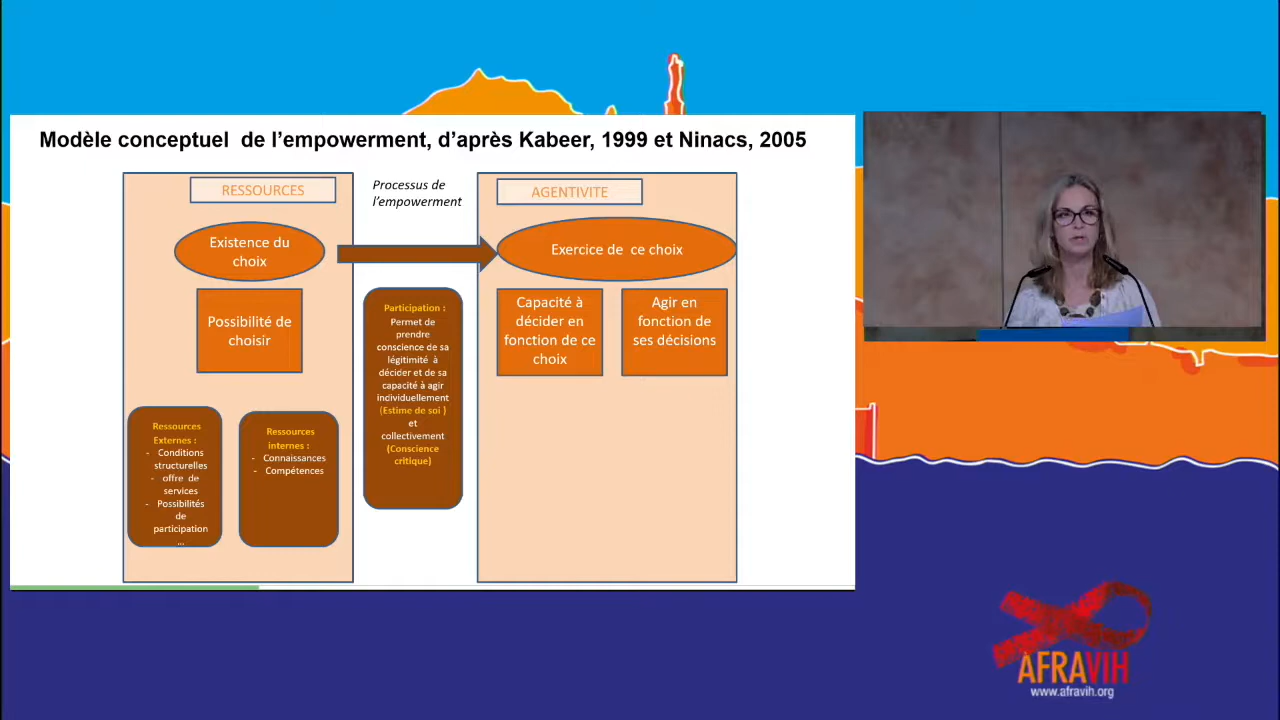 Modèle conceptuel de l'empowerment, d'après Kabeer, 1999 et Ninacs, 2005
RESSOURCES
Existence du
choix
Possibilité de
choisir
Ressources
Externes :
- Conditions
structurelles
- offre de
services
- Possibilités
de
participation
...
Ressources
internes :
- Connaissances
- Compétences
Processus de
l'empowerment
Participation :
Permet de
prendre
conscience de sa
légitimité à
décider et de sa
capacité à agir
individuellement
(Estime de soi )
et
collectivement
(Conscience
critique)
AGENTIVITE
Exercice de ce choix
Capacité à
décider en
fonction de ce
choix
Agir en
fonction de
ses décisions
AFRAVIH
www.afravih.org